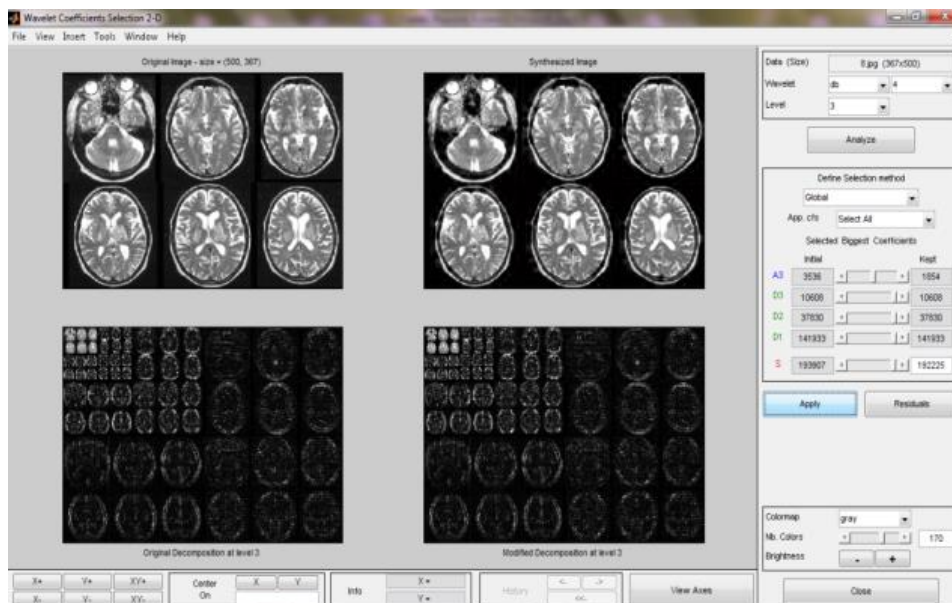 Wavelet Coefficients Selection 2-D
File View Insert Tools Window Help
Original Image - size = (500, 367)
Synthesized Image
Original Decomposition at level 3
Modified Decomposition at level 3
Data (Size) 8.jpg (367x500)
Wavelet db 4
Level 3
Analyze
Define Selection method
Global
App. cfs Select All
Selected Biggest Coefficients
Initial Kept
A3 3536 1854
D3 10608 10608
D2 37830 37830
D1 141933 141933
S 193907 192225
Apply Residuals
Colormap gray
Nb. Colors 170
Brightness - +
X+ Y+ XY+
X- Y- XY-
Center On X Y
Info X = Y =
History <- -> <<-
View Axes
Close